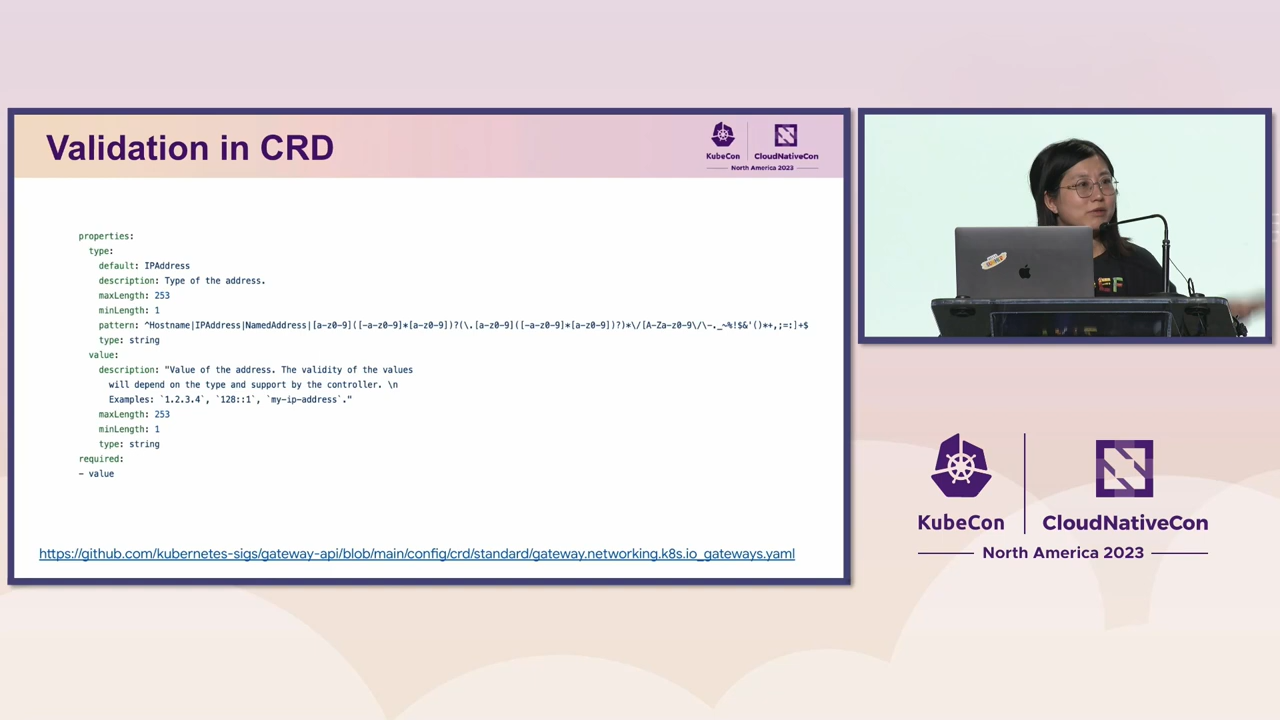 Validation in CRD
KubeCon
CloudNativeCon
North America 2023
properties:
type:
default: IPAddress
description: Type of the address.
maxLength: 253
minLength: 1
pattern: ^Hostname|IPAddress|NamedAddress|[a-z0-9]([-a-z0-9]*[a-z0-9])?(\.[a-z0-9]([-a-z0-9]*[a-z0-9])?)*\/[A-Za-z0-9\/\-._~%!$&'()*+,;=:]+$
type: string
value:
description: "Value of the address. The validity of the values
will depend on the type and support by the controller. \n
Examples: `1.2.3.4`, `128::1`, `my-ip-address`."
maxLength: 253
minLength: 1
type: string
required:
- value
https://github.com/kubernetes-sigs/gateway-api/blob/main/config/crd/standard/gateway.networking.k8s.io_gateways.yaml
KubeCon
CloudNativeCon
North America 2023